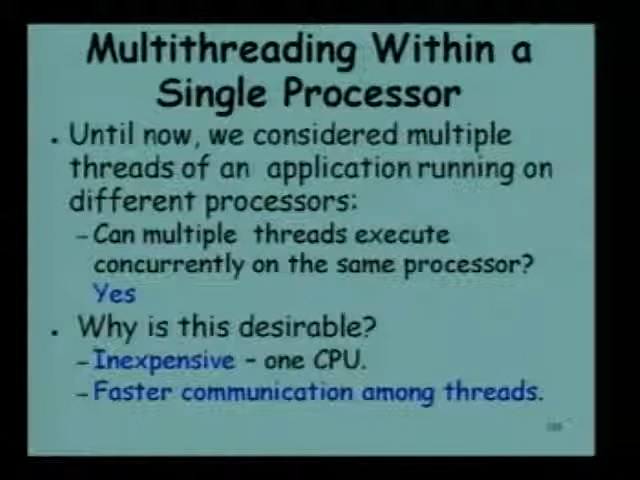 Multithreading Within a
Single Processor
• Until now, we considered multiple
threads of an application running on
different processors:
– Can multiple threads execute
concurrently on the same processor?
Yes
• Why is this desirable?
– Inexpensive – one CPU.
– Faster communication among threads.